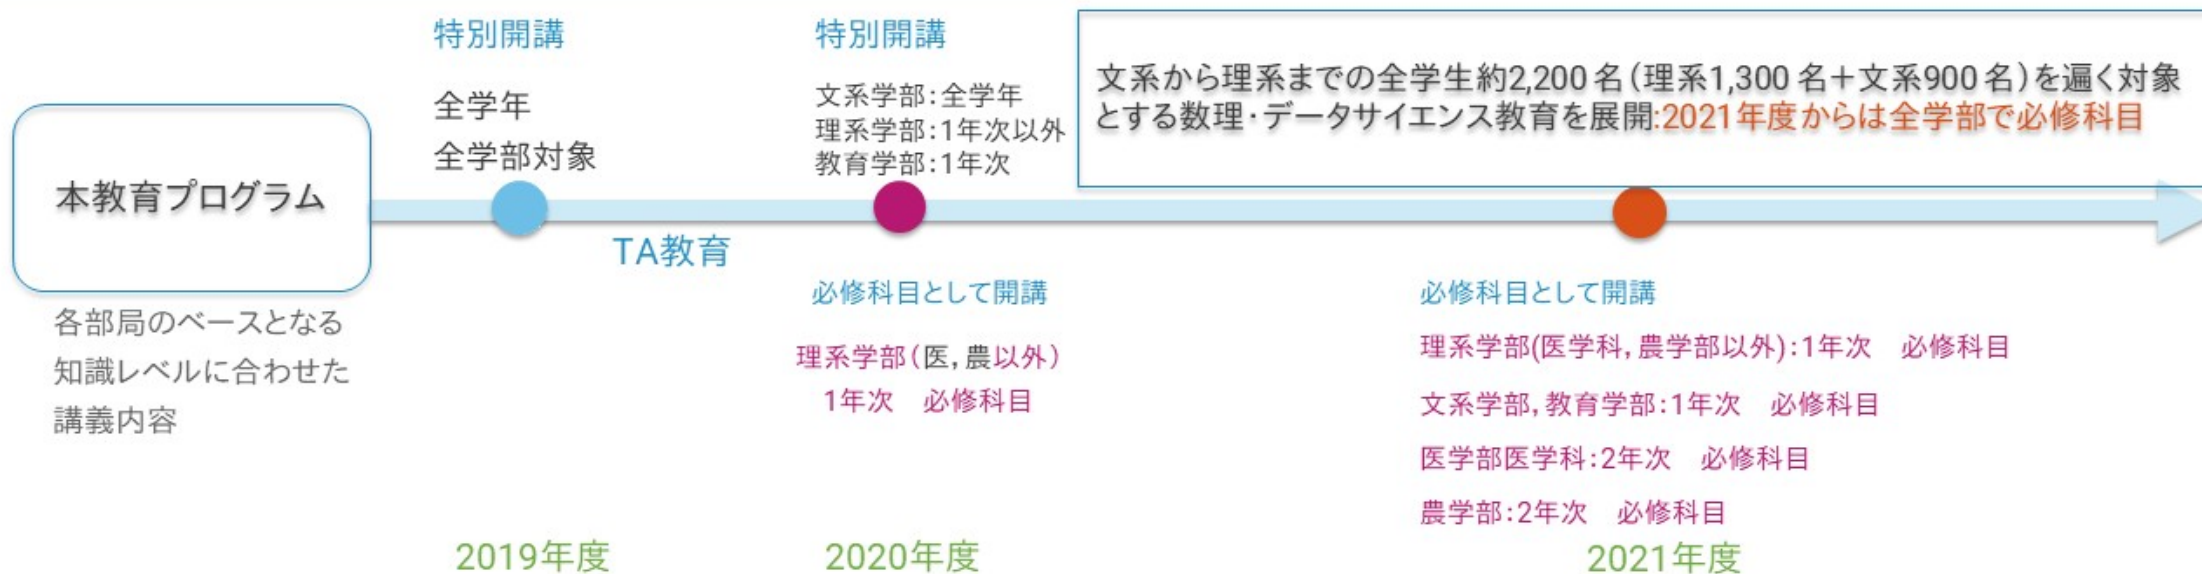 本教育プログラム
各部局のベースとなる
知識レベルに合わせた
講義内容
特別開講
全学年
全学部対象
TA教育
2019年度
特別開講
文系学部:全学年
理系学部:1年次以外
教育学部:1年次
必修科目として開講
理系学部(医,農以外)
1年次　必修科目
2020年度
文系から理系までの全学生約2,200名(理系1,300名+文系900名)を遍く対象
とする数理・データサイエンス教育を展開:2021年度からは全学部で必修科目
必修科目として開講
理系学部(医学科,農学部以外):1年次　必修科目
文系学部,教育学部:1年次　必修科目
医学部医学科:2年次　必修科目
農学部:2年次　必修科目
2021年度